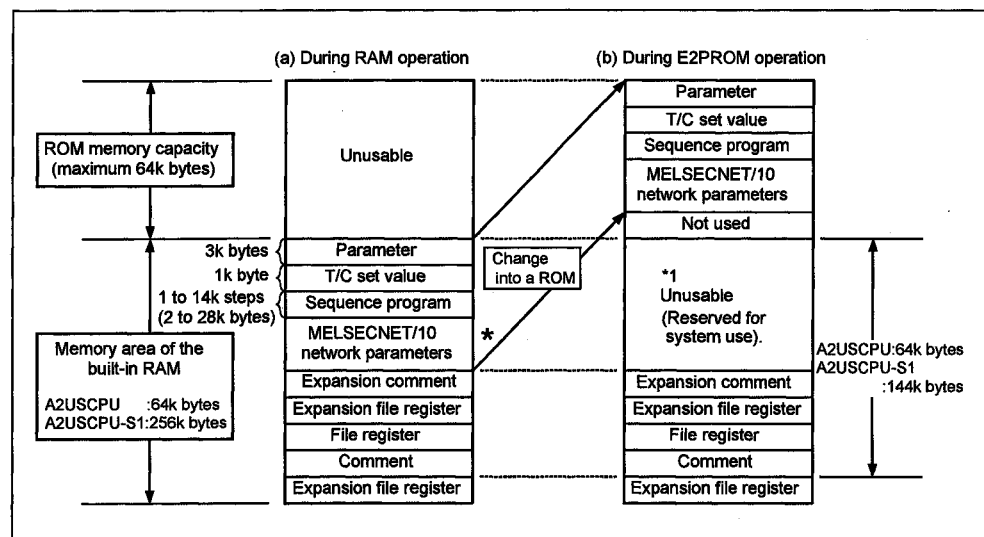 (a) During RAM operation
(b) During E2PROM operation
ROM memory capacity
(maximum 64k bytes)
Unusable
Parameter
T/C set value
Sequence program
MELSECNET/10
network parameters
Not used
3k bytes
Parameter
1k byte
T/C set value
1 to 14k steps
(2 to 28k bytes)
Sequence program
MELSECNET/10
network parameters
*
Change
into a ROM
*1
Unusable
(Reserved for
system use).
Memory area of the
built-in RAM
A2USCPU :64k bytes
A2USCPU-S1:256k bytes
Expansion comment
Expansion file register
File register
Comment
Expansion file register
Expansion comment
Expansion file register
File register
Comment
Expansion file register
A2USCPU:64k bytes
A2USCPU-S1
:144k bytes